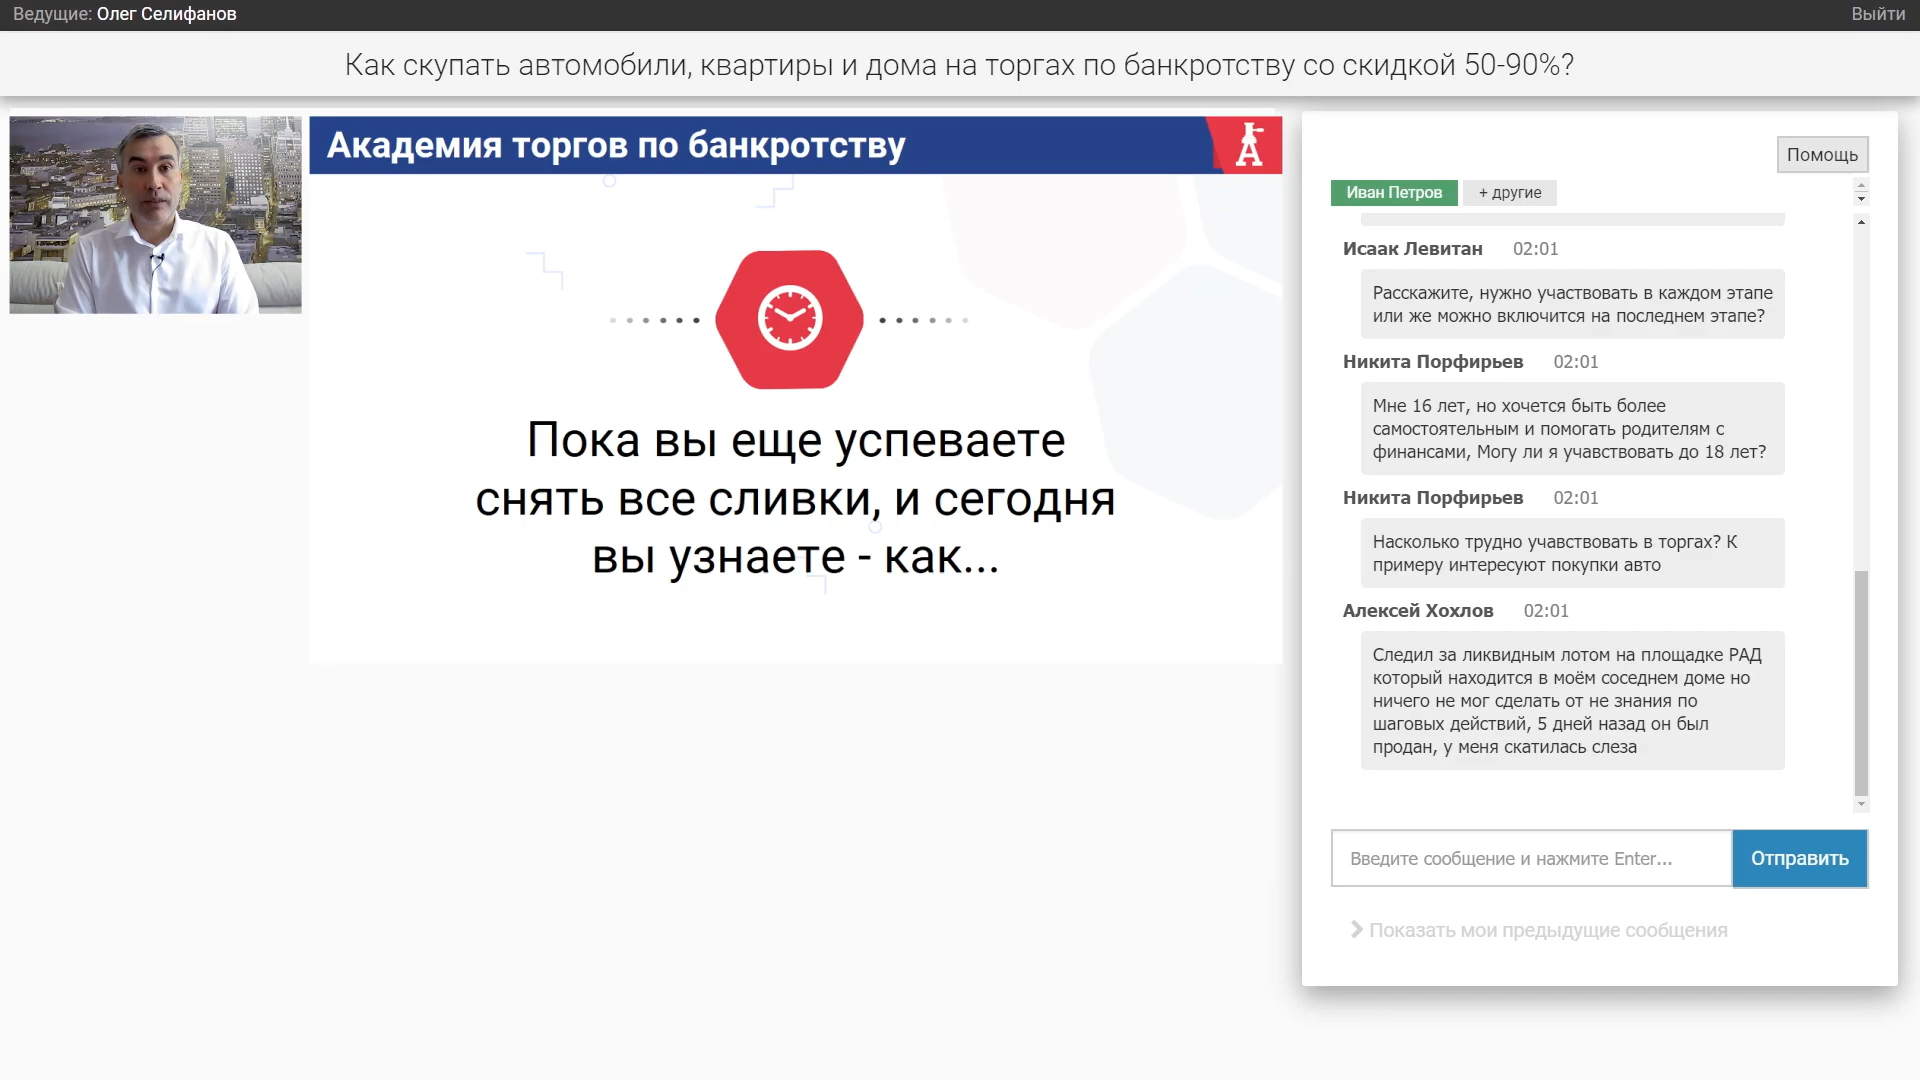 Ведущие: Олег Селифанов
Выйти
Как скупать автомобили, квартиры и дома на торгах по банкротству со скидкой 50-90%?
Академия торгов по банкротству
Пока вы еще успеваете
снять все сливки, и сегодня
вы узнаете - как...
Помощь
Иван Петров
+ другие
Исаак Левитан 02:01
Расскажите, нужно участвовать в каждом этапе
или же можно включится на последнем этапе?
Никита Порфирьев 02:01
Мне 16 лет, но хочется быть более
самостоятельным и помогать родителям с
финансами, Могу ли я учавствовать до 18 лет?
Никита Порфирьев 02:01
Насколько трудно учавствовать в торгах? К
примеру интересуют покупки авто
Алексей Хохлов 02:01
Следил за ликвидным лотом на площадке РАД
который находится в моём соседнем доме но
ничего не мог сделать от не знания по
шаговых действий, 5 дней назад он был
продан, у меня скатилась слеза
Введите сообщение и нажмите Enter...
Отправить
Показать мои предыдущие сообщения